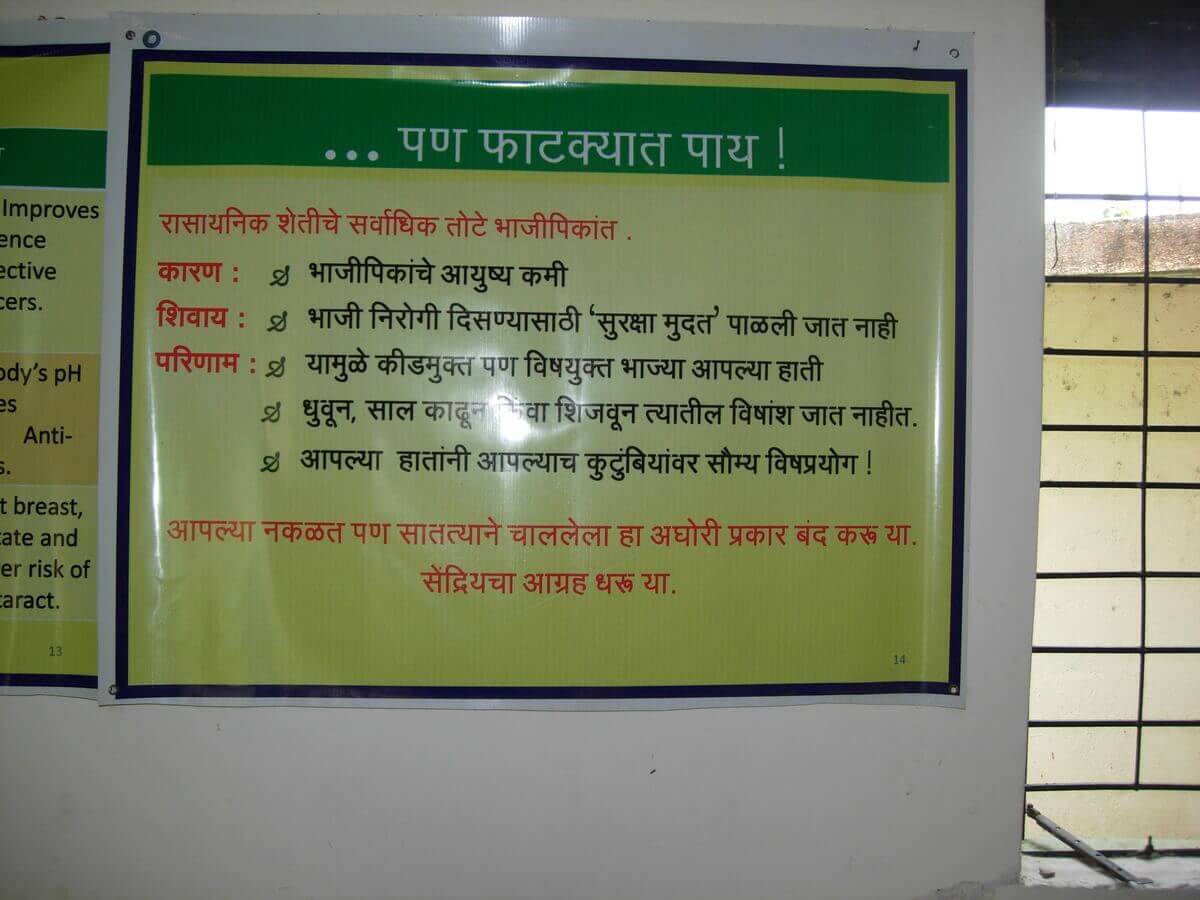 Improves
ence
ective
cers.
ody's pH
es
Anti-
s.
t breast,
tate and
er risk of
taract.
13
... पण फाटक्यात पाय !
रासायनिक शेतीचे सर्वाधिक तोटे भाजीपिकांत .
कारण : भाजीपिकांचे आयुष्य कमी
शिवाय : भाजी निरोगी दिसण्यासाठी ‘सुरक्षा मुदत’ पाळली जात नाही
परिणाम : यामुळे कीडमुक्त पण विषयुक्त भाज्या आपल्या हाती
धुवून, साल काढून किंवा शिजवून त्यातील विषांश जात नाहीत.
आपल्या हातांनी आपल्याच कुटुंबियांवर सौम्य विषप्रयोग !
आपल्या नकळत पण सातत्याने चाललेला हा अघोरी प्रकार बंद करू या.
सेंद्रियचा आग्रह धरू या.
14